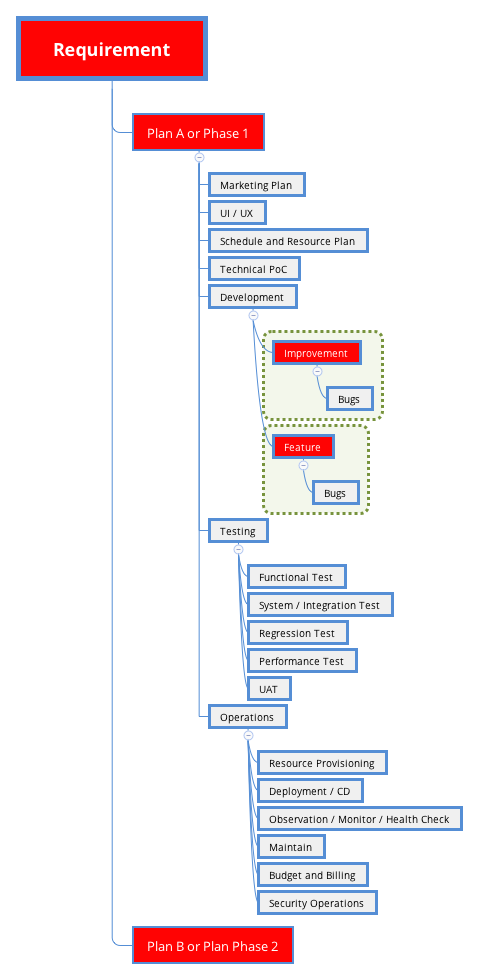 Requirement
Plan A or Phase 1
Marketing Plan
UI / UX
Schedule and Resource Plan
Technical PoC
Development
Improvement
Bugs
Feature
Bugs
Testing
Functional Test
System / Integration Test
Regression Test
Performance Test
UAT
Operations
Resource Provisioning
Deployment / CD
Observation / Monitor / Health Check
Maintain
Budget and Billing
Security Operations
Plan B or Plan Phase 2